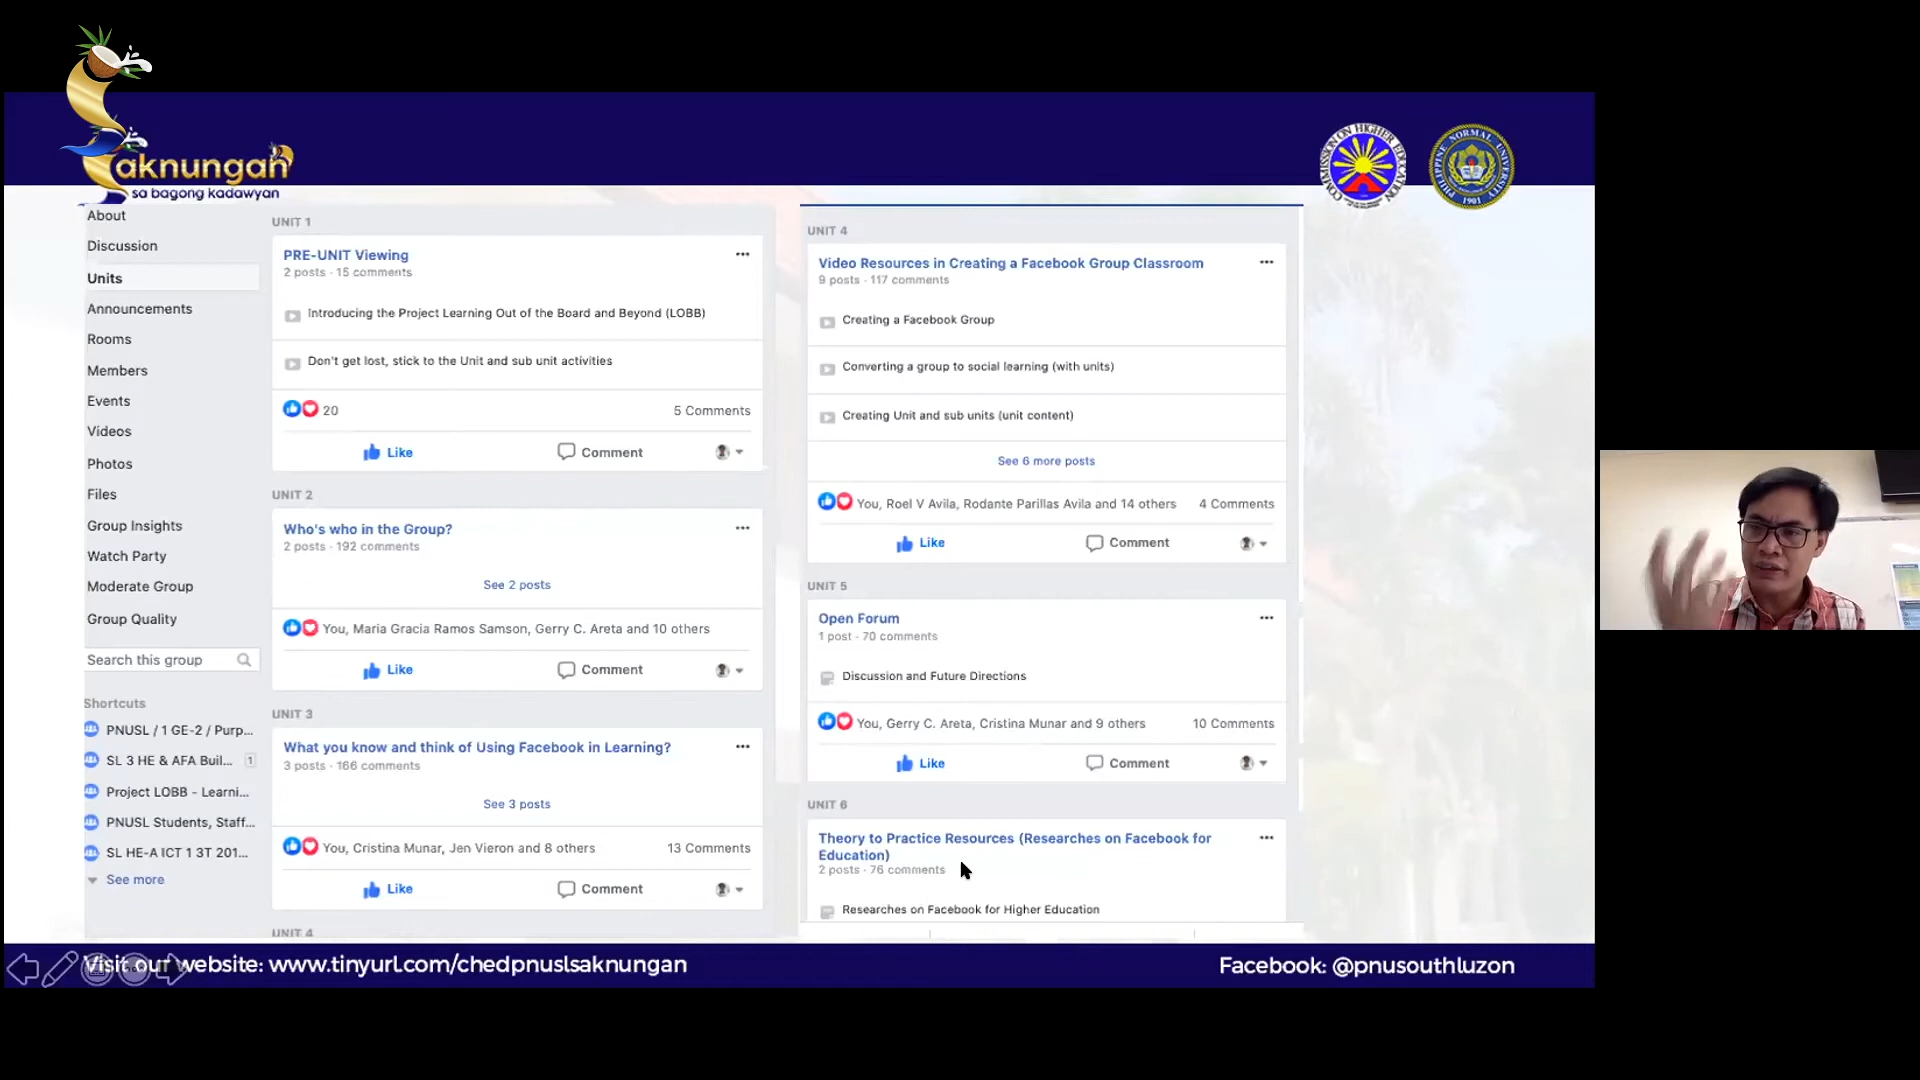 Saknungan
sa bagong kadawyan
COMMISSION ON HIGHER EDUCATION
PHILIPPINE NORMAL UNIVERSITY
1901
About
Discussion
Units
Announcements
Rooms
Members
Events
Videos
Photos
Files
Group Insights
Watch Party
Moderate Group
Group Quality
Search this group
Shortcuts
PNUSL / 1 GE-2 / Purp...
SL 3 HE & AFA Buil... 1
Project LOBB - Learni...
PNUSL Students, Staff...
SL HE-A ICT 1 3T 201...
See more
UNIT 1
PRE-UNIT Viewing
2 posts · 15 comments
Introducing the Project Learning Out of the Board and Beyond (LOBB)
Don't get lost, stick to the Unit and sub unit activities
20 5 Comments
Like Comment
UNIT 2
Who's who in the Group?
2 posts · 192 comments
See 2 posts
You, Maria Gracia Ramos Samson, Gerry C. Areta and 10 others
Like Comment
UNIT 3
What you know and think of Using Facebook in Learning?
3 posts · 166 comments
See 3 posts
You, Cristina Munar, Jen Vieron and 8 others 13 Comments
Like Comment
UNIT 4
UNIT 4
Video Resources in Creating a Facebook Group Classroom
9 posts · 117 comments
Creating a Facebook Group
Converting a group to social learning (with units)
Creating Unit and sub units (unit content)
See 6 more posts
You, Roel V Avila, Rodante Parillas Avila and 14 others 4 Comments
Like Comment
UNIT 5
Open Forum
1 post · 70 comments
Discussion and Future Directions
You, Gerry C. Areta, Cristina Munar and 9 others 10 Comments
Like Comment
UNIT 6
Theory to Practice Resources (Researches on Facebook for
Education)
2 posts · 76 comments
Researches on Facebook for Higher Education
Visit our website: www.tinyurl.com/chedpnuslsaknungan
Facebook: @pnusouthluzon